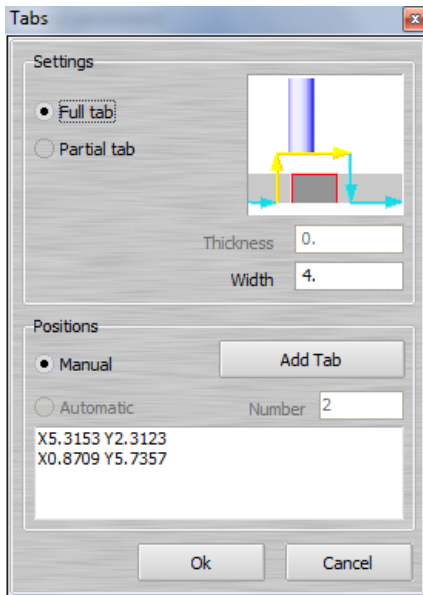 Tabs
Settings
Full tab
Partial tab
Thickness 0.
Width 4.
Positions
Manual
Add Tab
Automatic
Number 2
X5.3153 Y2.3123
X0.8709 Y5.7357
Ok
Cancel